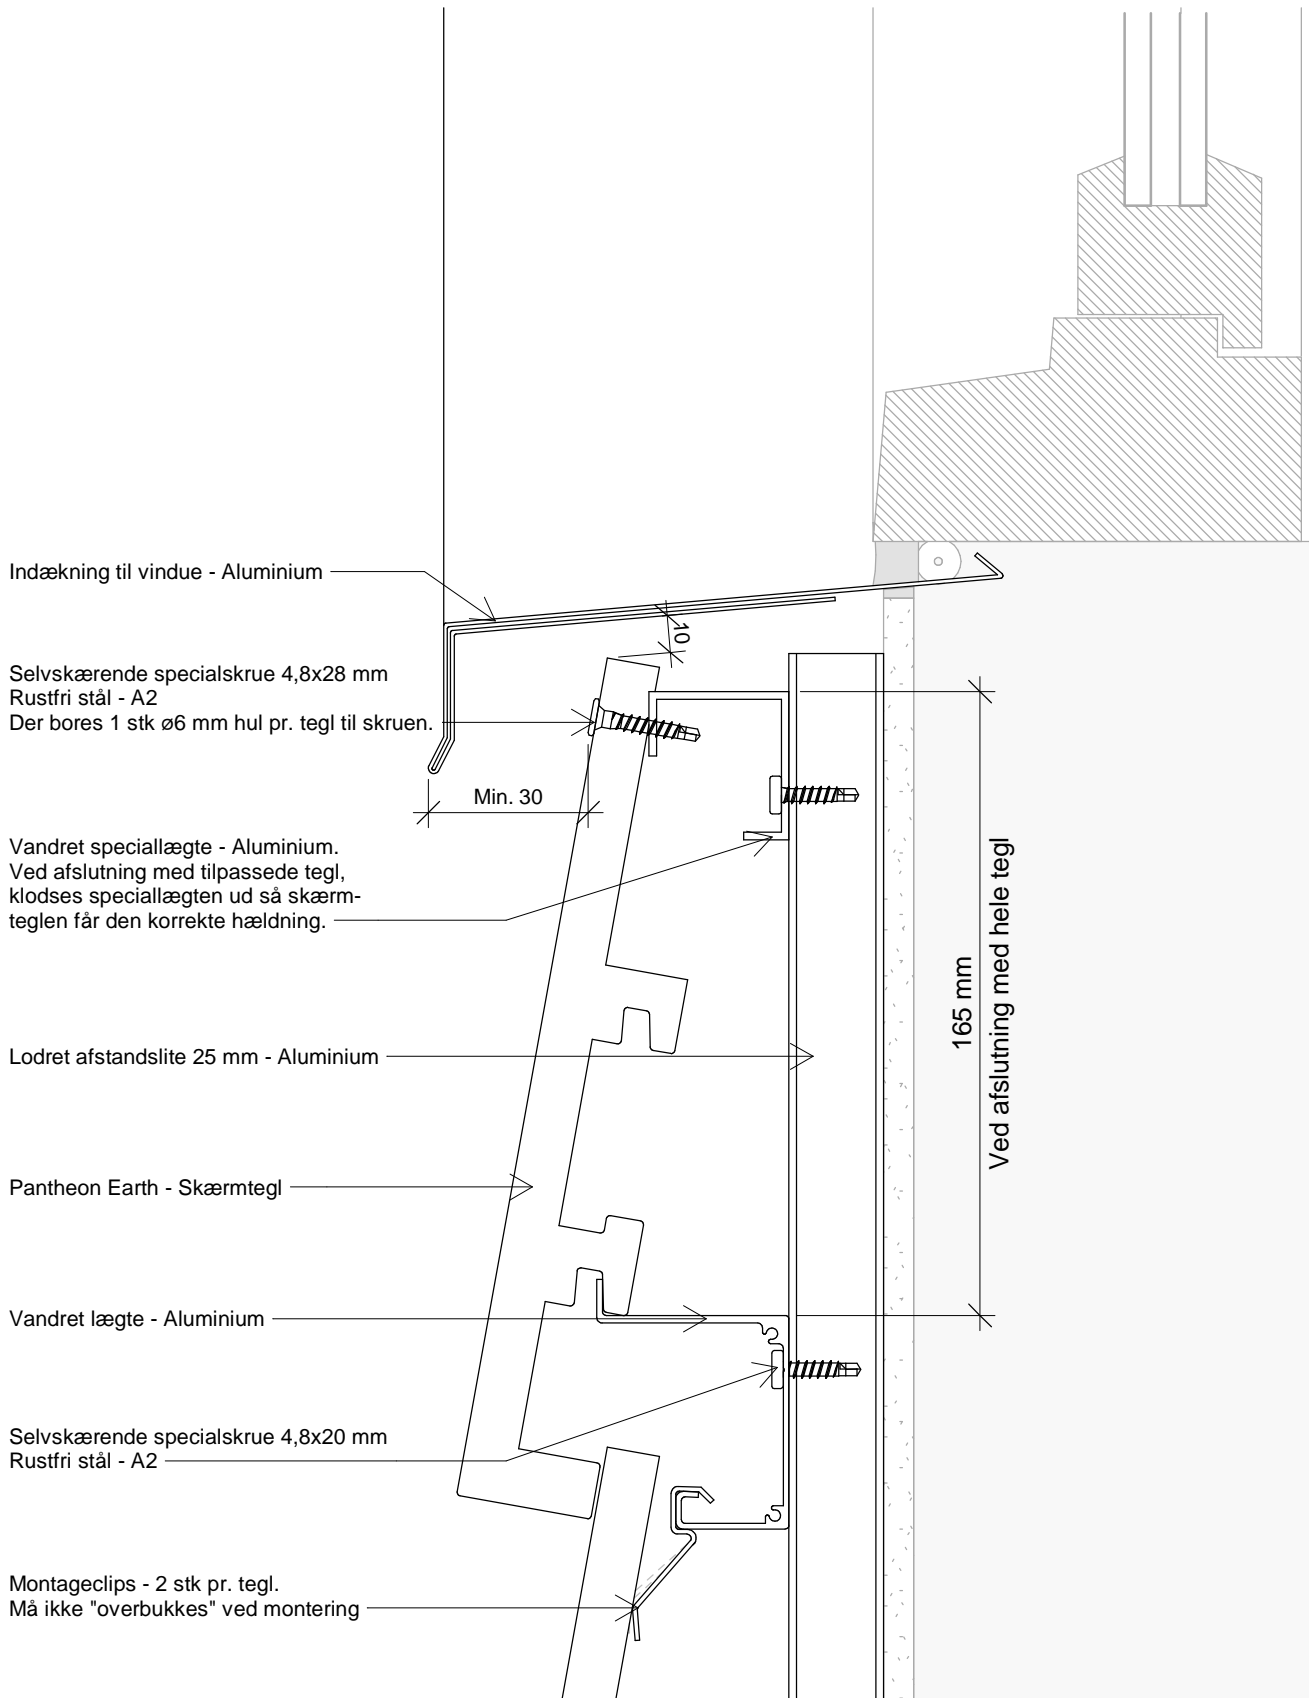 Indækning til vindue - Aluminium
10
Selvskærende specialskrue 4,8x28 mm
Rustfri stål - A2
Der bores 1 stk ø6 mm hul pr. tegl til skruen.
Min. 30
Vandret speciallægte - Aluminium.
Ved afslutning med tilpassede tegl,
klodses speciallægten ud så skærm-
teglen får den korrekte hældning.
165 mm
Ved afslutning med hele tegl
Lodret afstandslite 25 mm - Aluminium
Pantheon Earth - Skærmtegl
Vandret lægte - Aluminium
Selvskærende specialskrue 4,8x20 mm
Rustfri stål - A2
Montageclips - 2 stk pr. tegl.
Må ikke "overbukkes" ved montering